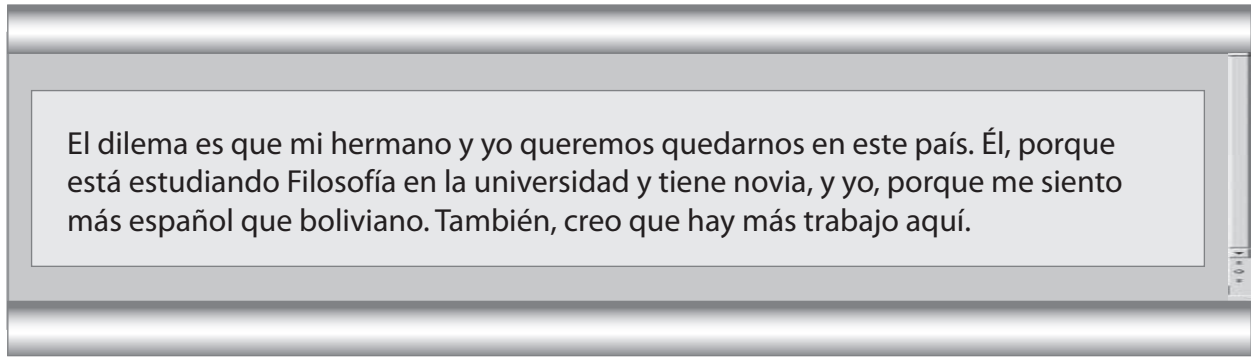 El dilema es que mi hermano y yo queremos quedarnos en este país. Él, porque
está estudiando Filosofía en la universidad y tiene novia, y yo, porque me siento
más español que boliviano. También, creo que hay más trabajo aquí.